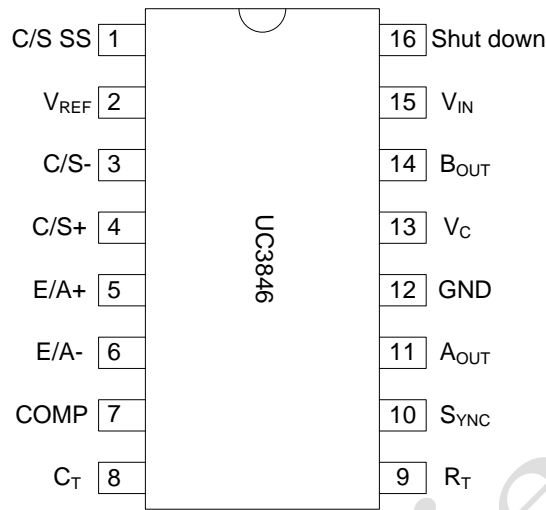 C/S SS 1 16 Shut down
VREF 2 15 VIN
C/S- 3 14 BOUT
C/S+ 4 13 VC
UC3846
E/A+ 5 12 GND
E/A- 6 11 AOUT
COMP 7 10 SYNC
CT 8 9 RT